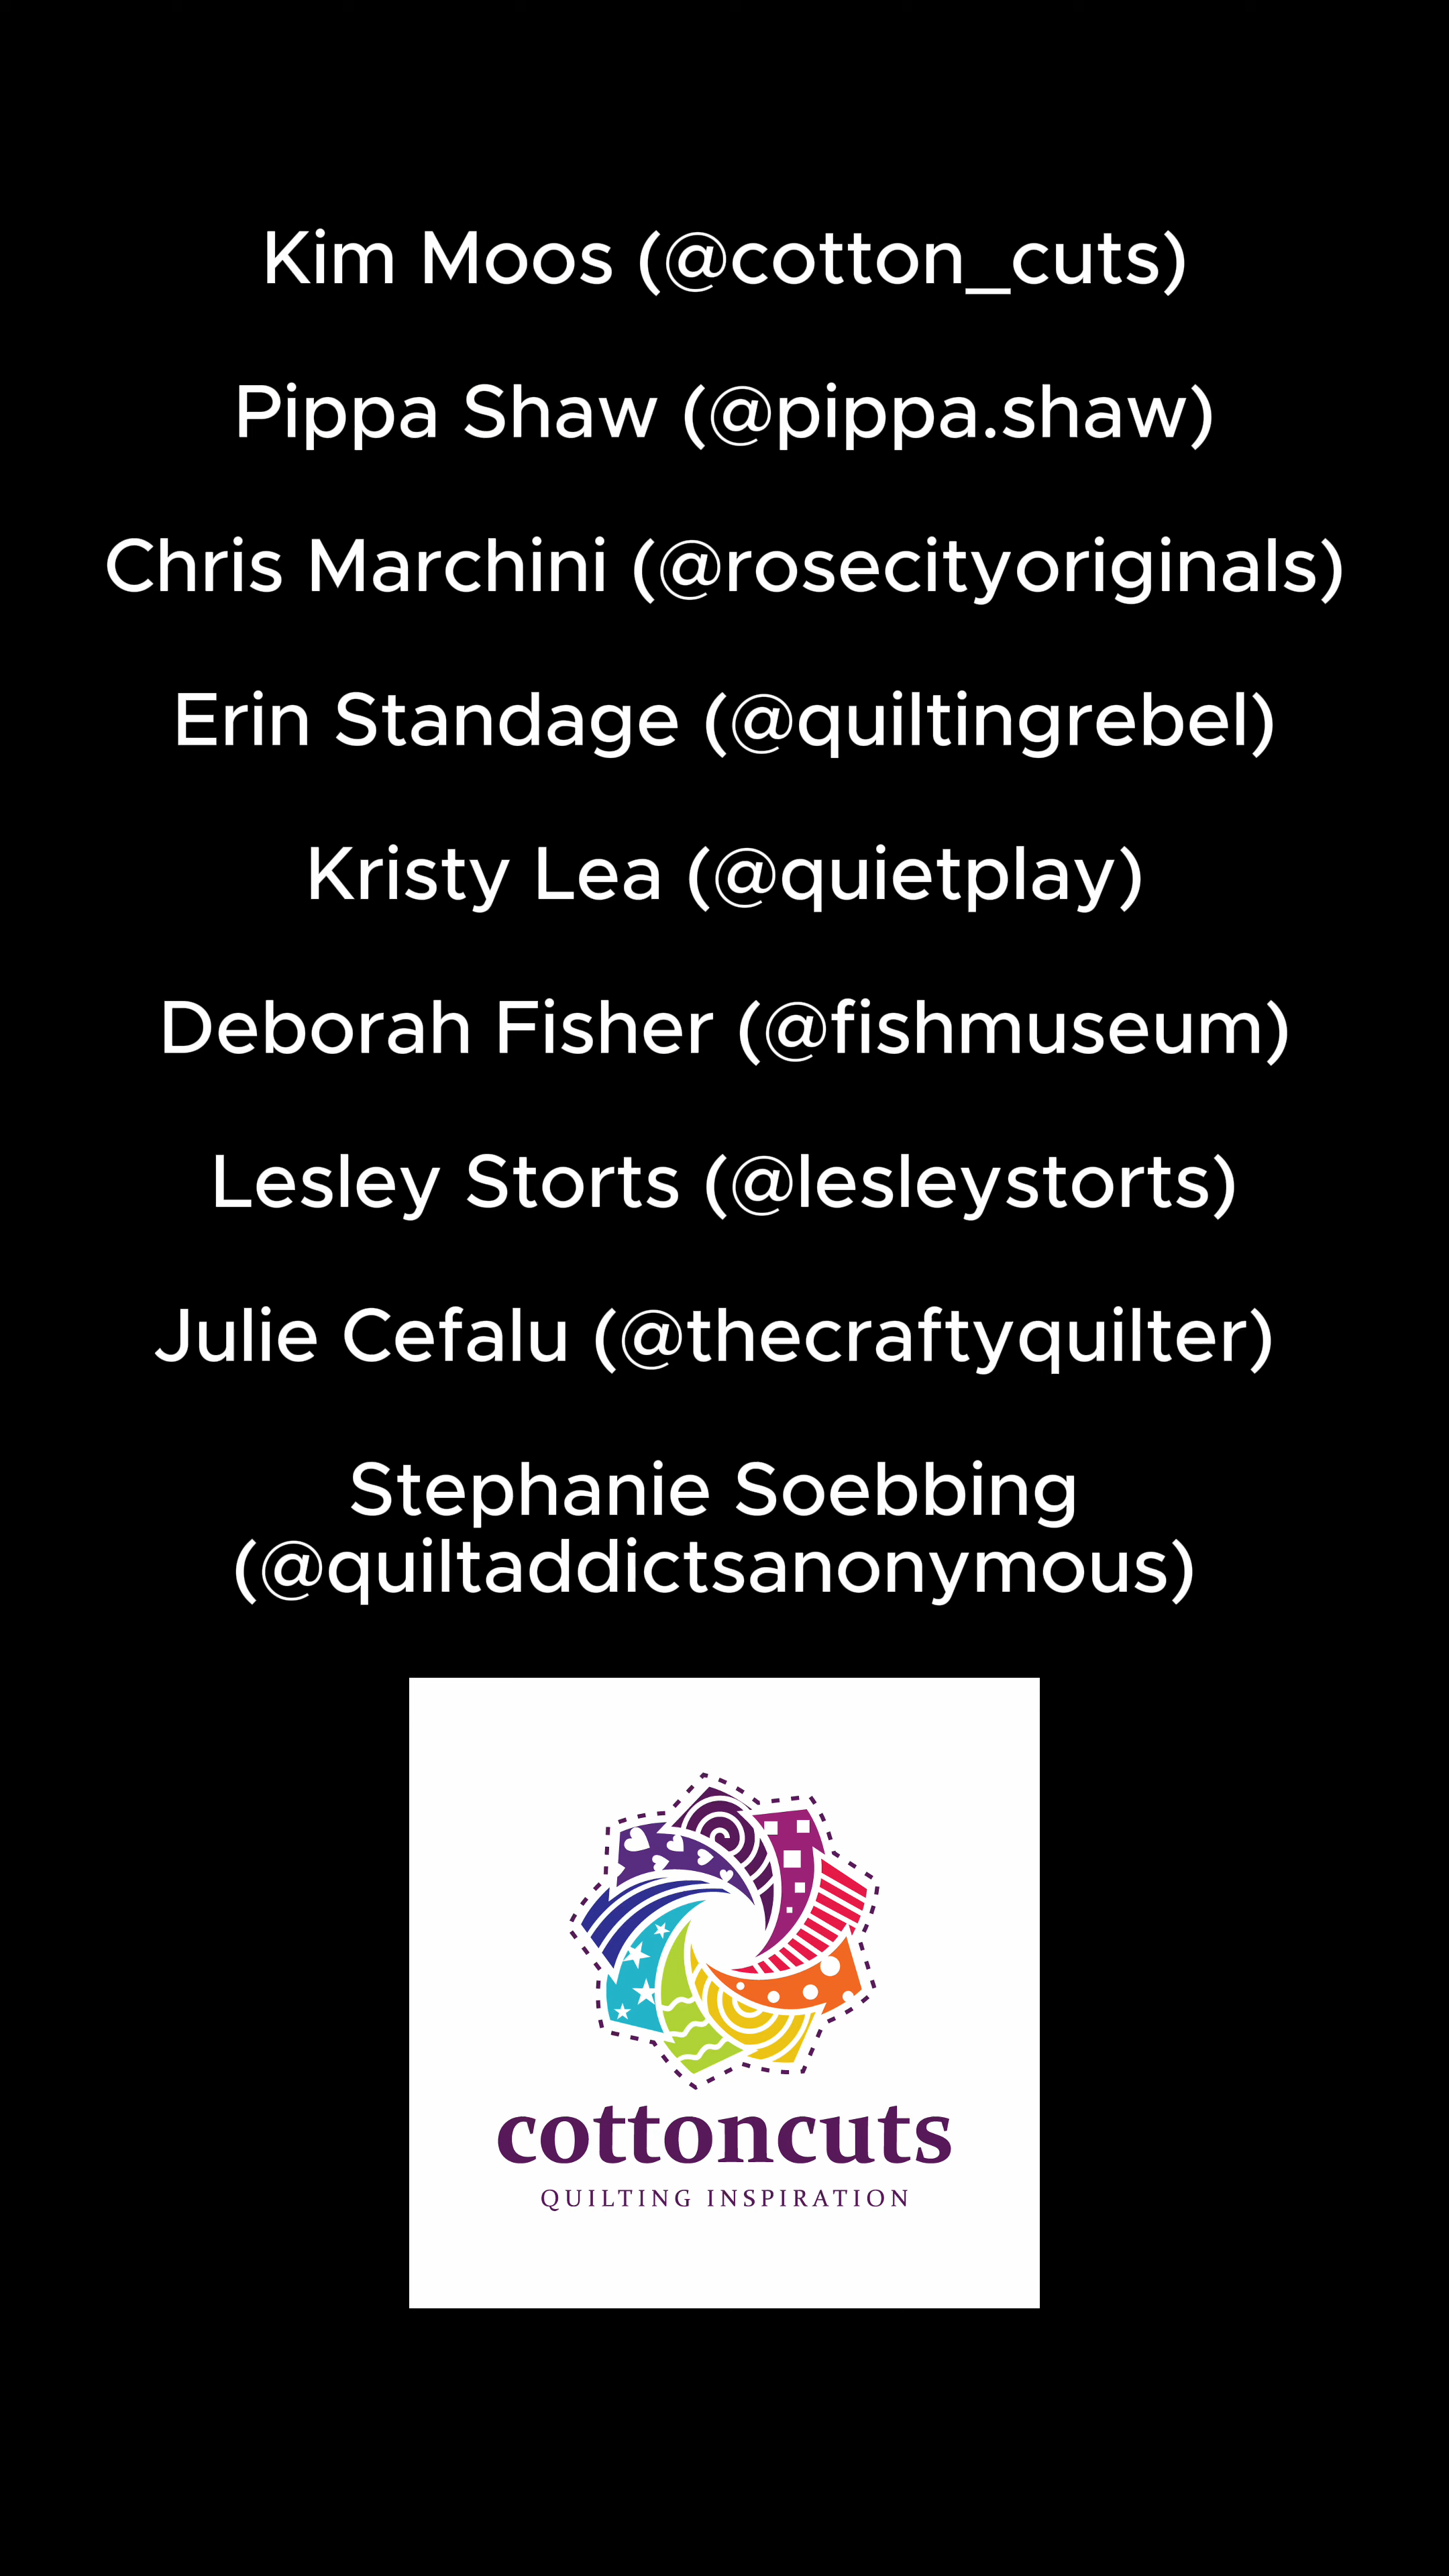 Kim Moos (@cotton_cuts)
Pippa Shaw (@pippa.shaw)
Chris Marchini (@rosecityoriginals)
Erin Standage (@quiltingrebel)
Kristy Lea (@quietplay)
Deborah Fisher (@fishmuseum)
Lesley Storts (@lesleystorts)
Julie Cefalu (@thecraftyquilter)
Stephanie Soebbing
(@quiltaddictsanonymous)
cottoncuts
QUILTING INSPIRATION